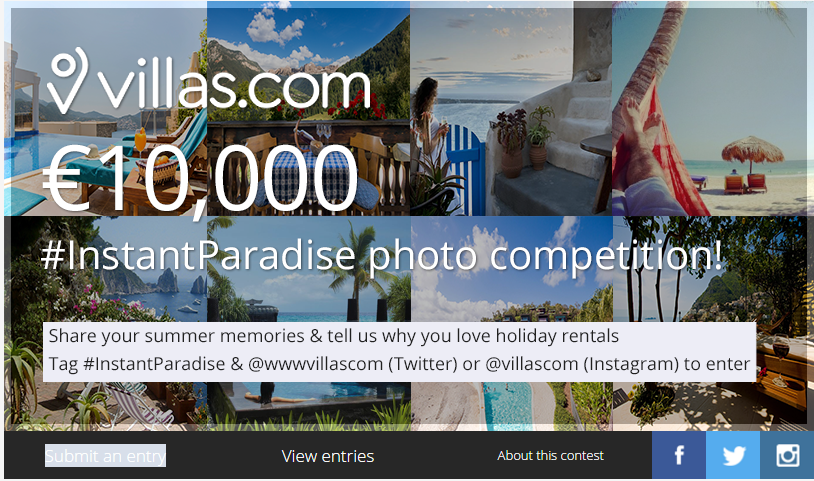 villas.com
€10,000
#InstantParadise photo competition!
Share your summer memories & tell us why you love holiday rentals
Tag #InstantParadise & @wwwvillascom (Twitter) or @villascom (Instagram) to enter
Submit an entry
View entries
About this contest